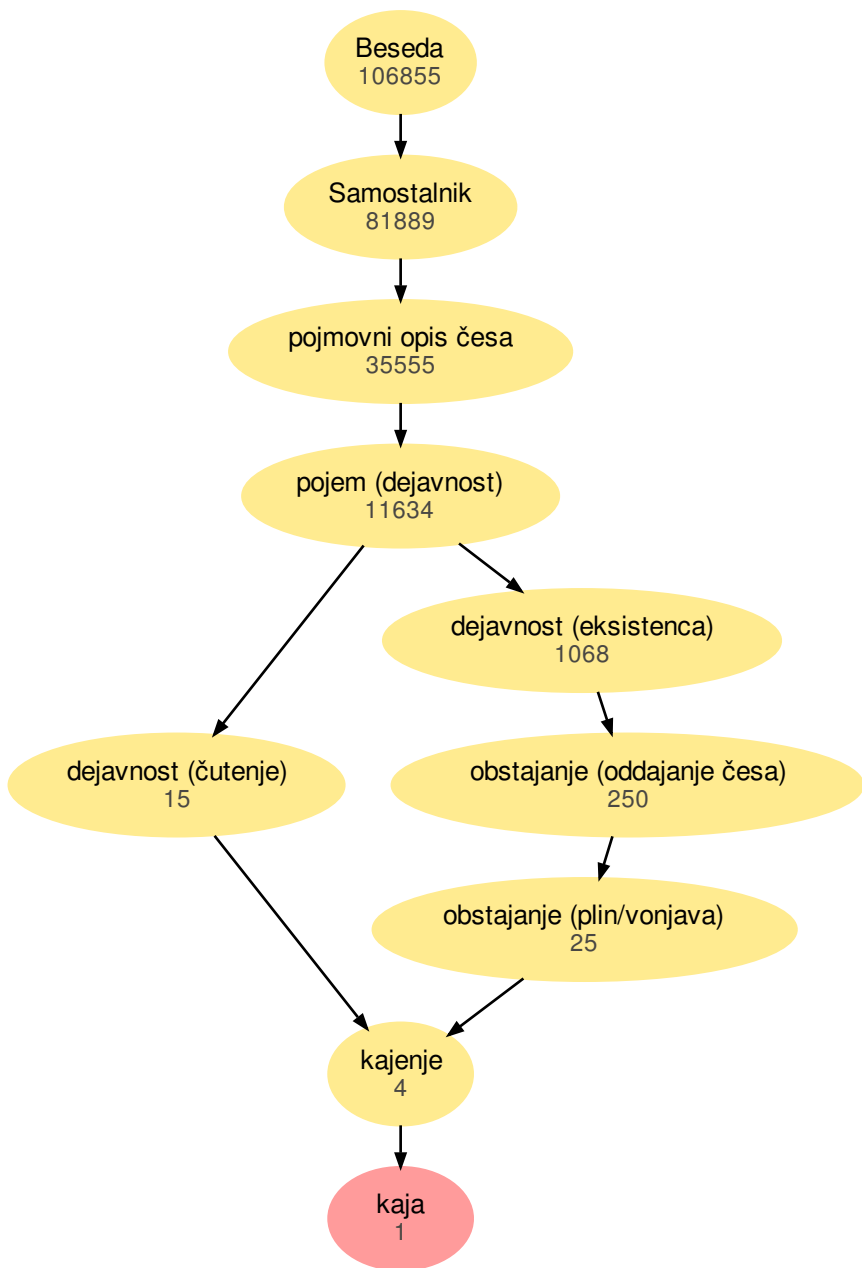 Beseda
106855
Samostalnik
81889
pojmovni opis česa
35555
pojem (dejavnost)
11634
dejavnost (eksistenca)
1068
dejavnost (čutenje)
15
obstajanje (oddajanje česa)
250
obstajanje (plin/vonjava)
25
kajenje
4
kaja
1